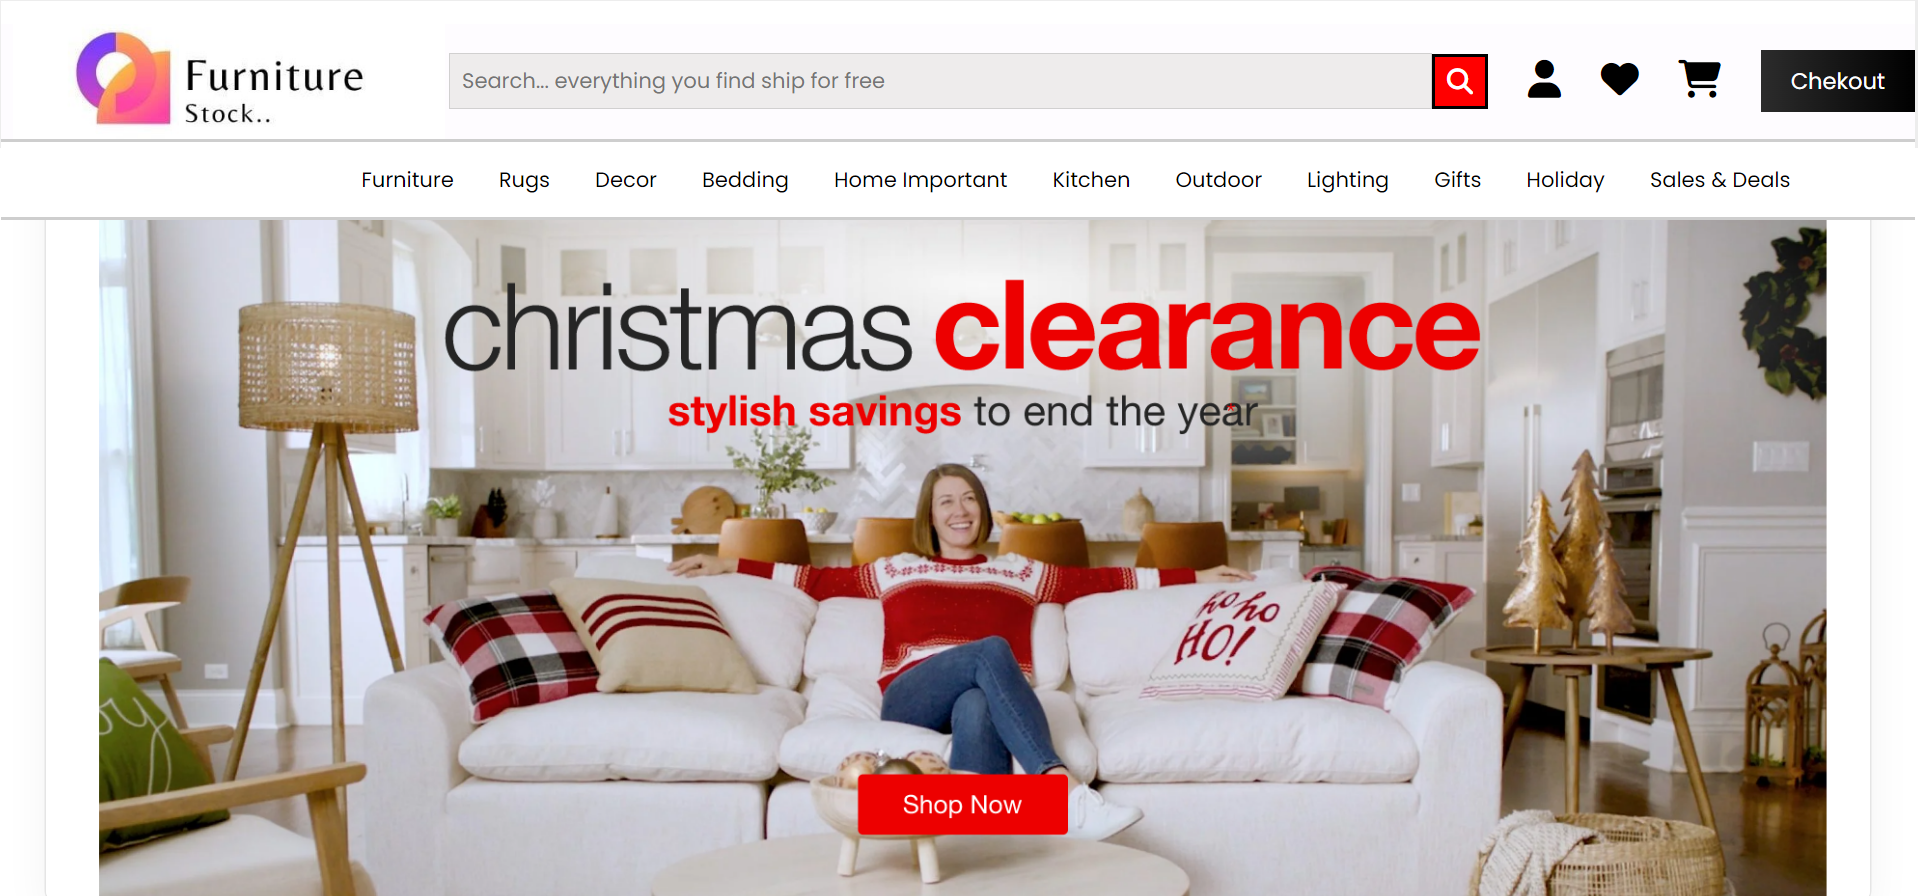 Furniture
Stock..
Search... everything you find ship for free
Chekout
Furniture Rugs Decor Bedding Home Important Kitchen Outdoor Lighting Gifts Holiday Sales & Deals
christmas clearance
stylish savings to end the year
ho ho
HO!
Shop Now